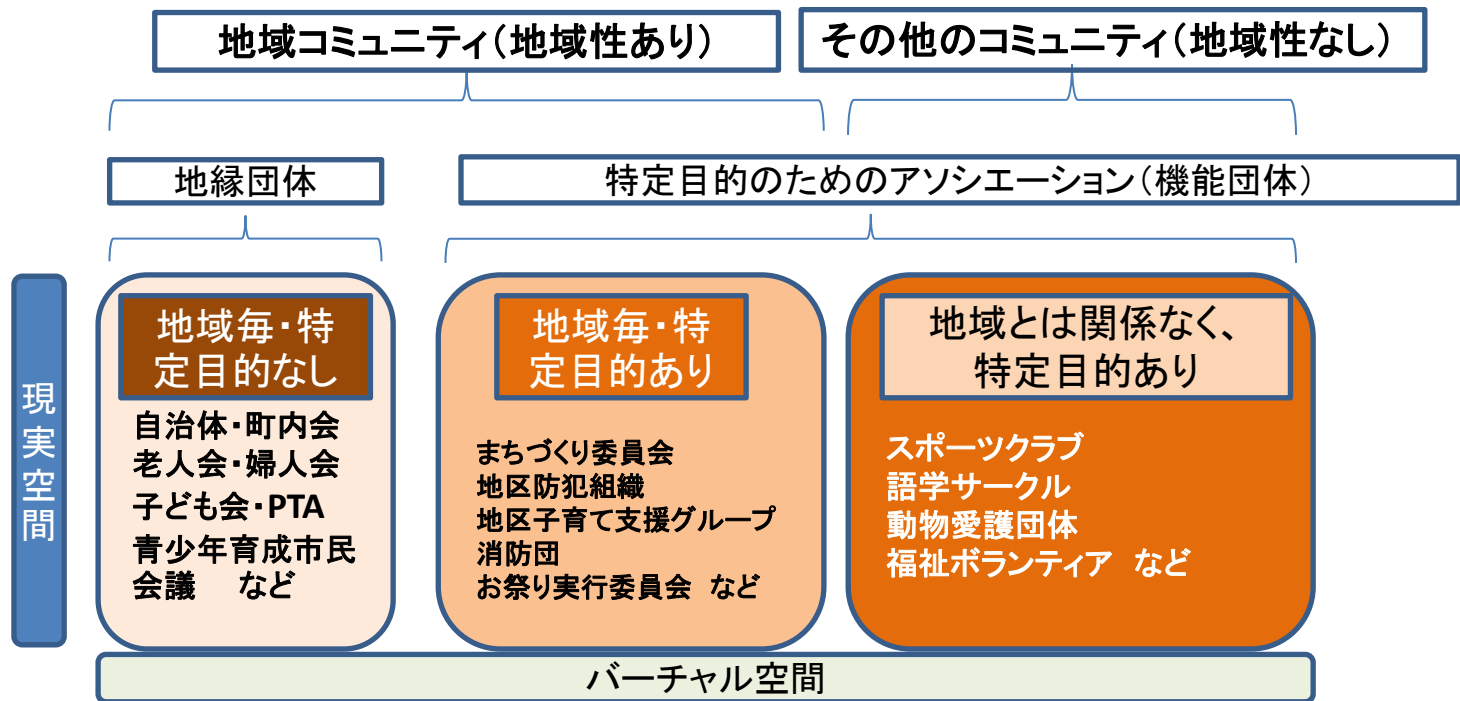 地域コミュニティ(地域性あり)
その他のコミュニティ(地域性なし)
地縁団体
特定目的のためのアソシエーション(機能団体)
現実空間
地域毎・特
定目的なし
自治体・町内会
老人会・婦人会
子ども会・PTA
青少年育成市民
会議 など
地域毎・特
定目的あり
まちづくり委員会
地区防犯組織
地区子育て支援グループ
消防団
お祭り実行委員会 など
地域とは関係なく、
特定目的あり
スポーツクラブ
語学サークル
動物愛護団体
福祉ボランティア など
バーチャル空間